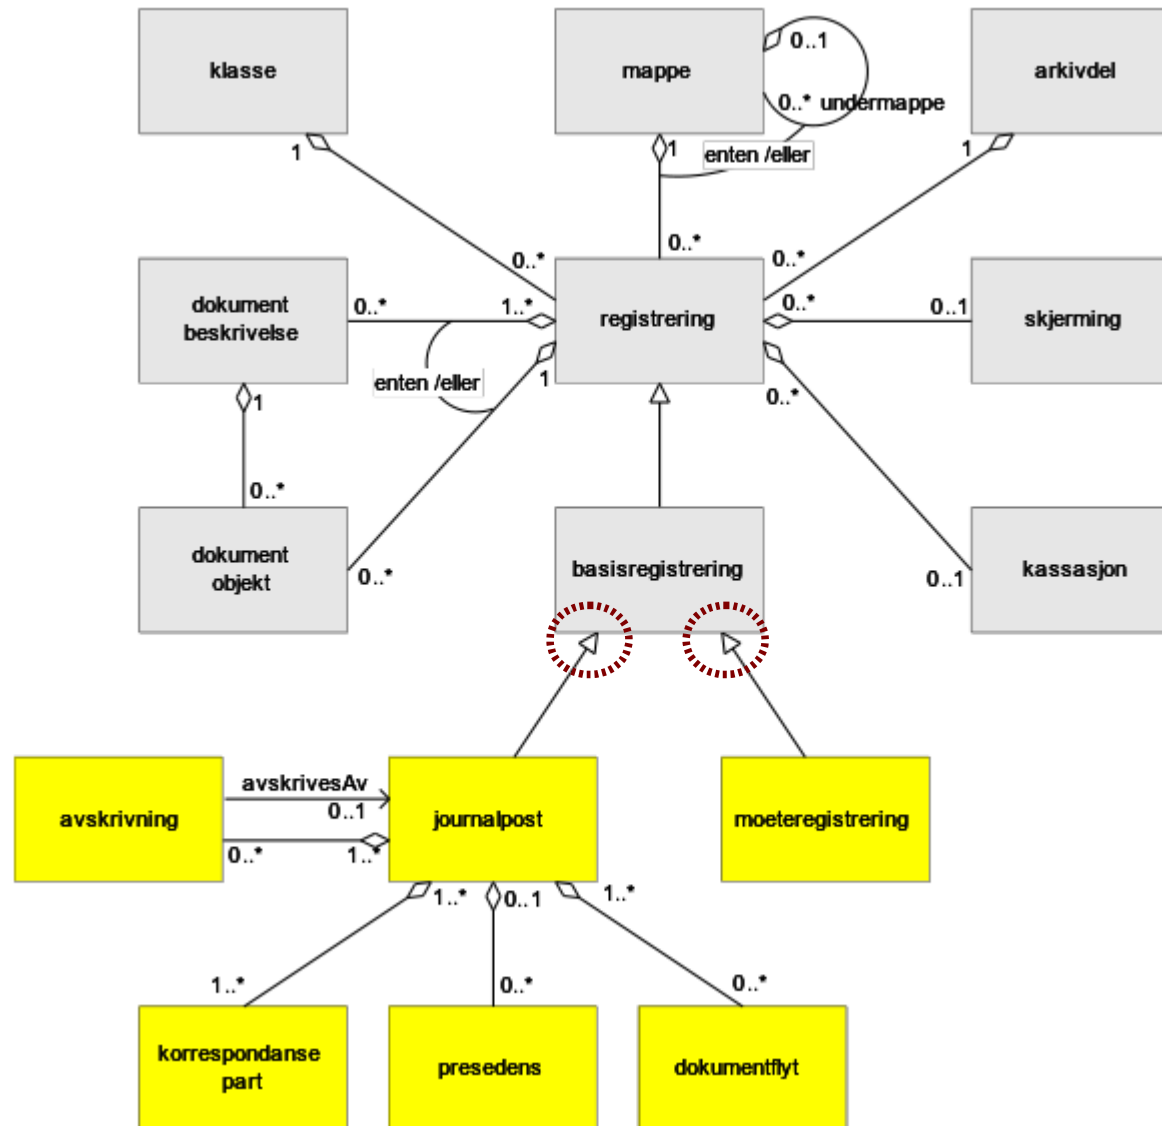 klasse
mappe
arkivdel
0..1
0..* undermappe
enten /eller
1
1
1
0..*
0..*
0..*
dokument
beskrivelse
0..*
1..*
registrering
0..*
0..1
skjerming
enten /eller
1
0..*
1
0..*
dokument
objekt
0..*
basisregistrering
0..1
kassasjon
avskrivning
avskrivesAv
0..1
0..*
1..*
journalpost
moeteregistrering
1..*
0..1
1..*
1..*
0..*
0..*
korrespondanse
part
presedens
dokumentflyt